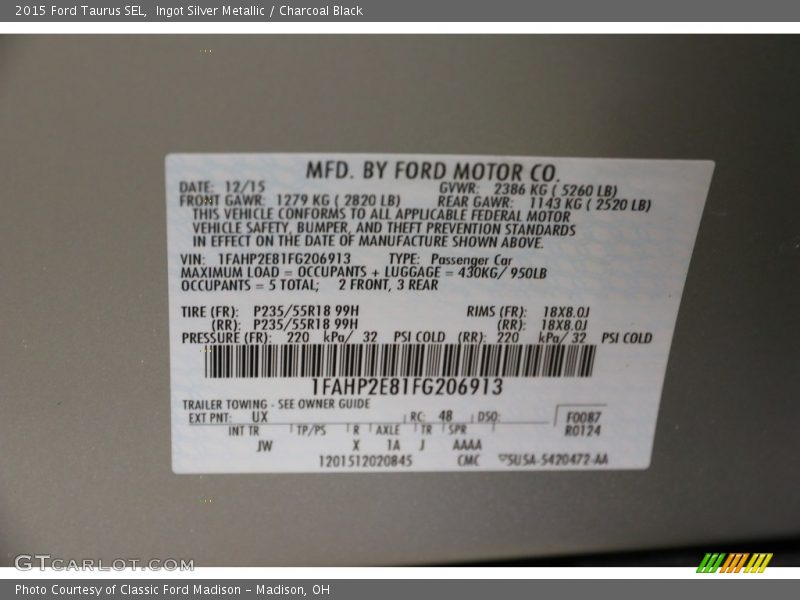 2015 Ford Taurus SEL, Ingot Silver Metallic / Charcoal Black
MFD. BY FORD MOTOR CO.
DATE: 12/15 GVWR: 2386 KG ( 5260 LB)
FRONT GAWR: 1279 KG ( 2820 LB) REAR GAWR: 1143 KG ( 2520 LB)
THIS VEHICLE CONFORMS TO ALL APPLICABLE FEDERAL MOTOR
VEHICLE SAFETY, BUMPER, AND THEFT PREVENTION STANDARDS
IN EFFECT ON THE DATE OF MANUFACTURE SHOWN ABOVE.
VIN: 1FAHP2E81FG206913 TYPE: Passenger Car
MAXIMUM LOAD = OCCUPANTS + LUGGAGE = 430KG/ 950LB
OCCUPANTS = 5 TOTAL; 2 FRONT, 3 REAR
TIRE (FR): P235/55R18 99H RIMS (FR): 18X8.0J
(RR): P235/55R18 99H (RR): 18X8.0J
PRESSURE (FR): 220 kPa/ 32 PSI COLD (RR): 220 kPa/ 32 PSI COLD
1FAHP2E81FG206913
TRAILER TOWING - SEE OWNER GUIDE
EXT PNT: UX RC: 48 DSO: F0087
INT TR TP/PS R AXLE TR SPR R0124
JW X 1A J AAAA
1201512020845 CMC SU5A-5420472-AA
GTCARLOT.COM
Photo Courtesy of Classic Ford Madison - Madison, OH